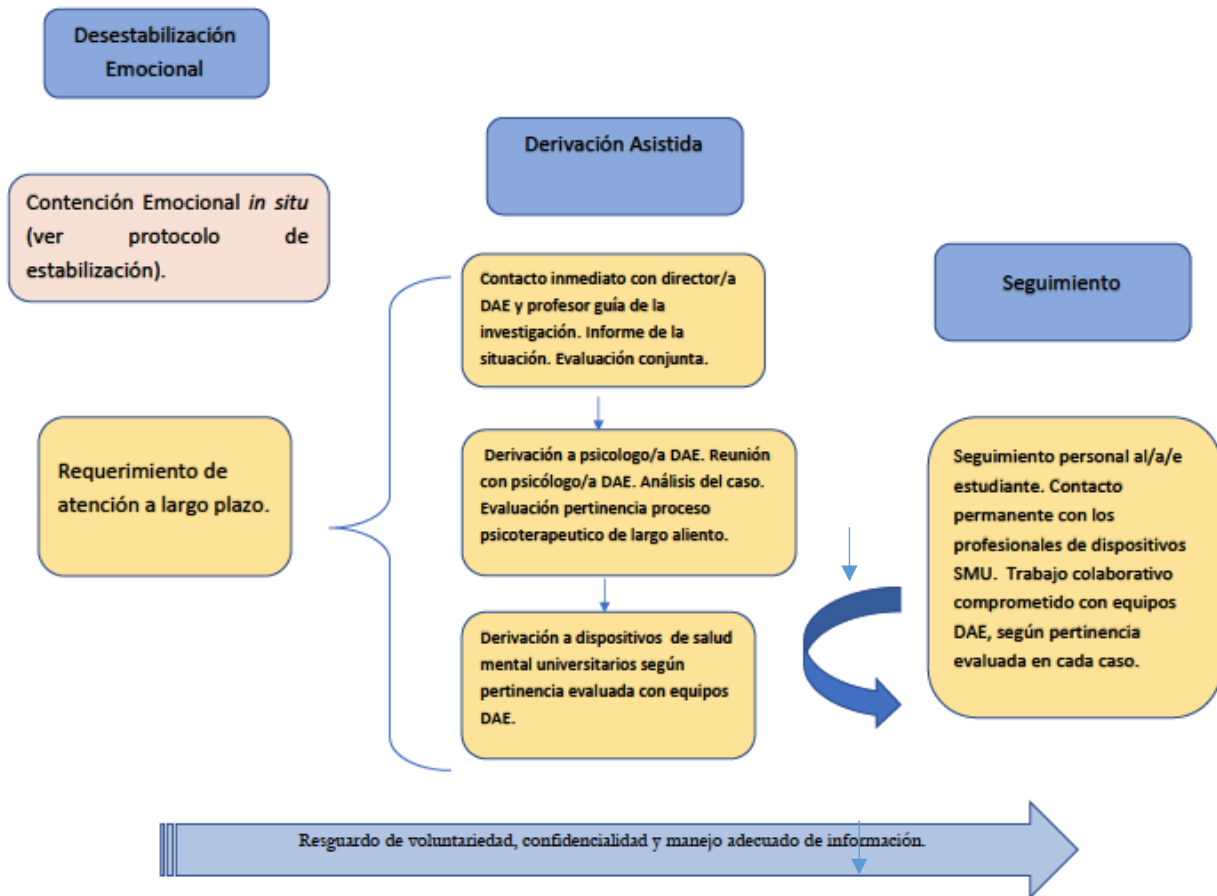 Desestabilización
Emocional
Contención Emocional in situ
(ver protocolo de
estabilización).
Requerimiento de
atención a largo plazo.
Derivación Asistida
Contacto inmediato con director/a
DAE y profesor guía de la
investigación. Informe de la
situación. Evaluación conjunta.
Derivación a psicologo/a DAE. Reunión
con psicólogo/a DAE. Análisis del caso.
Evaluación pertinencia proceso
psicoterapeutico de largo aliento.
Derivación a dispositivos de salud
mental universitarios según
pertinencia evaluada con equipos
DAE.
Seguimiento
Seguimiento personal al/a/e
estudiante. Contacto
permanente con los
profesionales de dispositivos
SMU. Trabajo colaborativo
comprometido con equipos
DAE, según pertinencia
evaluada en cada caso.
Resguardo de voluntariedad, confidencialidad y manejo adecuado de información.